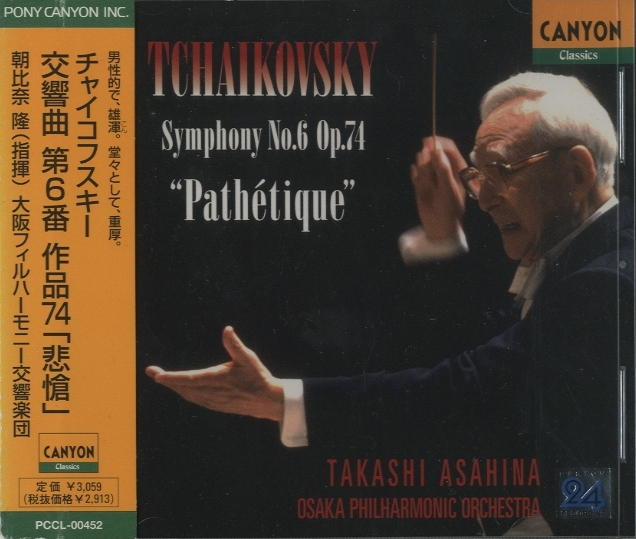 PONY CANYON INC.
男性的で、雄渾。堂々として、重厚。
こん
チャイコフスキー
交響曲 第6番 作品74「悲愴」
朝比奈 隆(指揮) 大阪フィルハーモニー交響楽団
CANYON
Classics
定価 ¥3,059
(税抜価格¥2,913)
PCCL-00452
CANYON
Classics
TCHAIKOVSKY
Symphony No.6 Op.74
“Pathétique”
TAKASHI ASAHINA
OSAKA PHILHARMONIC ORCHESTRA
24